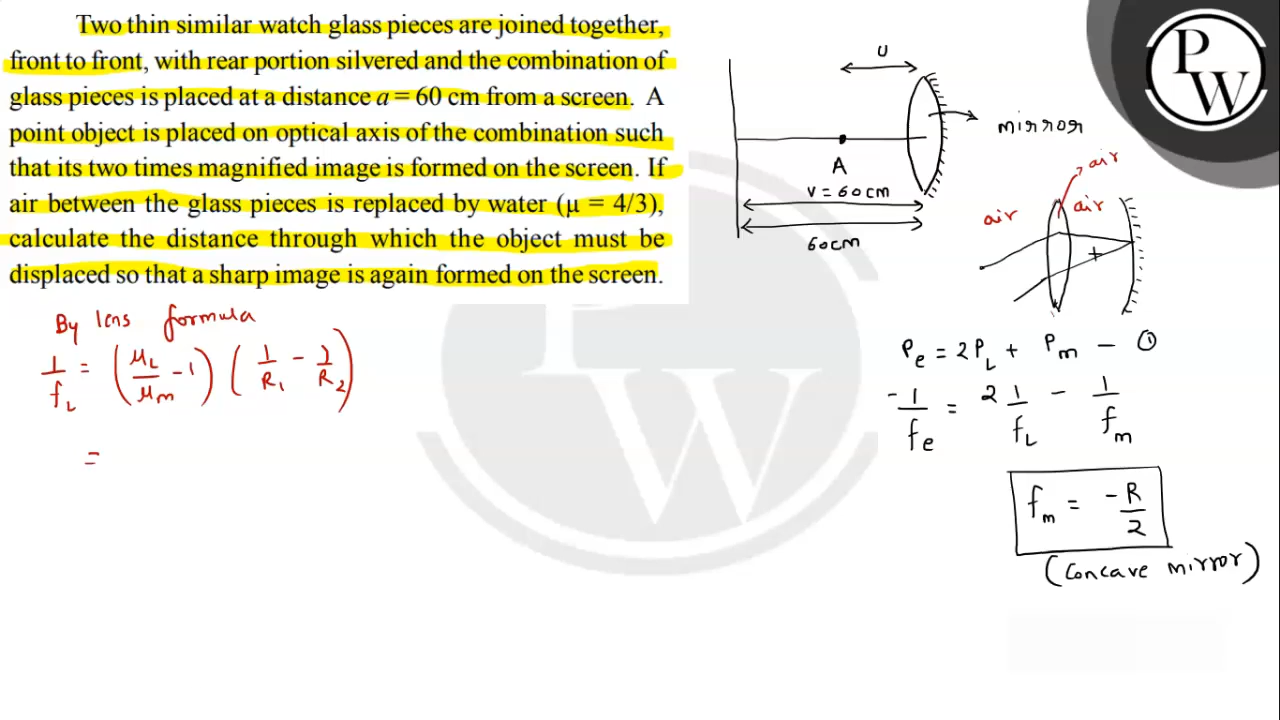 Two thin similar watch glass pieces are joined together,
front to front, with rear portion silvered and the combination of
glass pieces is placed at a distance a = 60 cm from a screen. A
point object is placed on optical axis of the combination such
that its two times magnified image is formed on the screen. If
air between the glass pieces is replaced by water (μ = 4/3),
calculate the distance through which the object must be
displaced so that a sharp image is again formed on the screen.
By lens formula
1/f_L = (μ_L/μ_m - 1) (1/R_1 - 2/R_2)
=
U
mirror
A
V = 60 cm
60 cm
air
air
air
+
P_e = 2P_L + P_m - ①
-1/f_e = 2 1/f_L - 1/f_m
f_m = -R/2
(concave mirror)
P
W
P
W